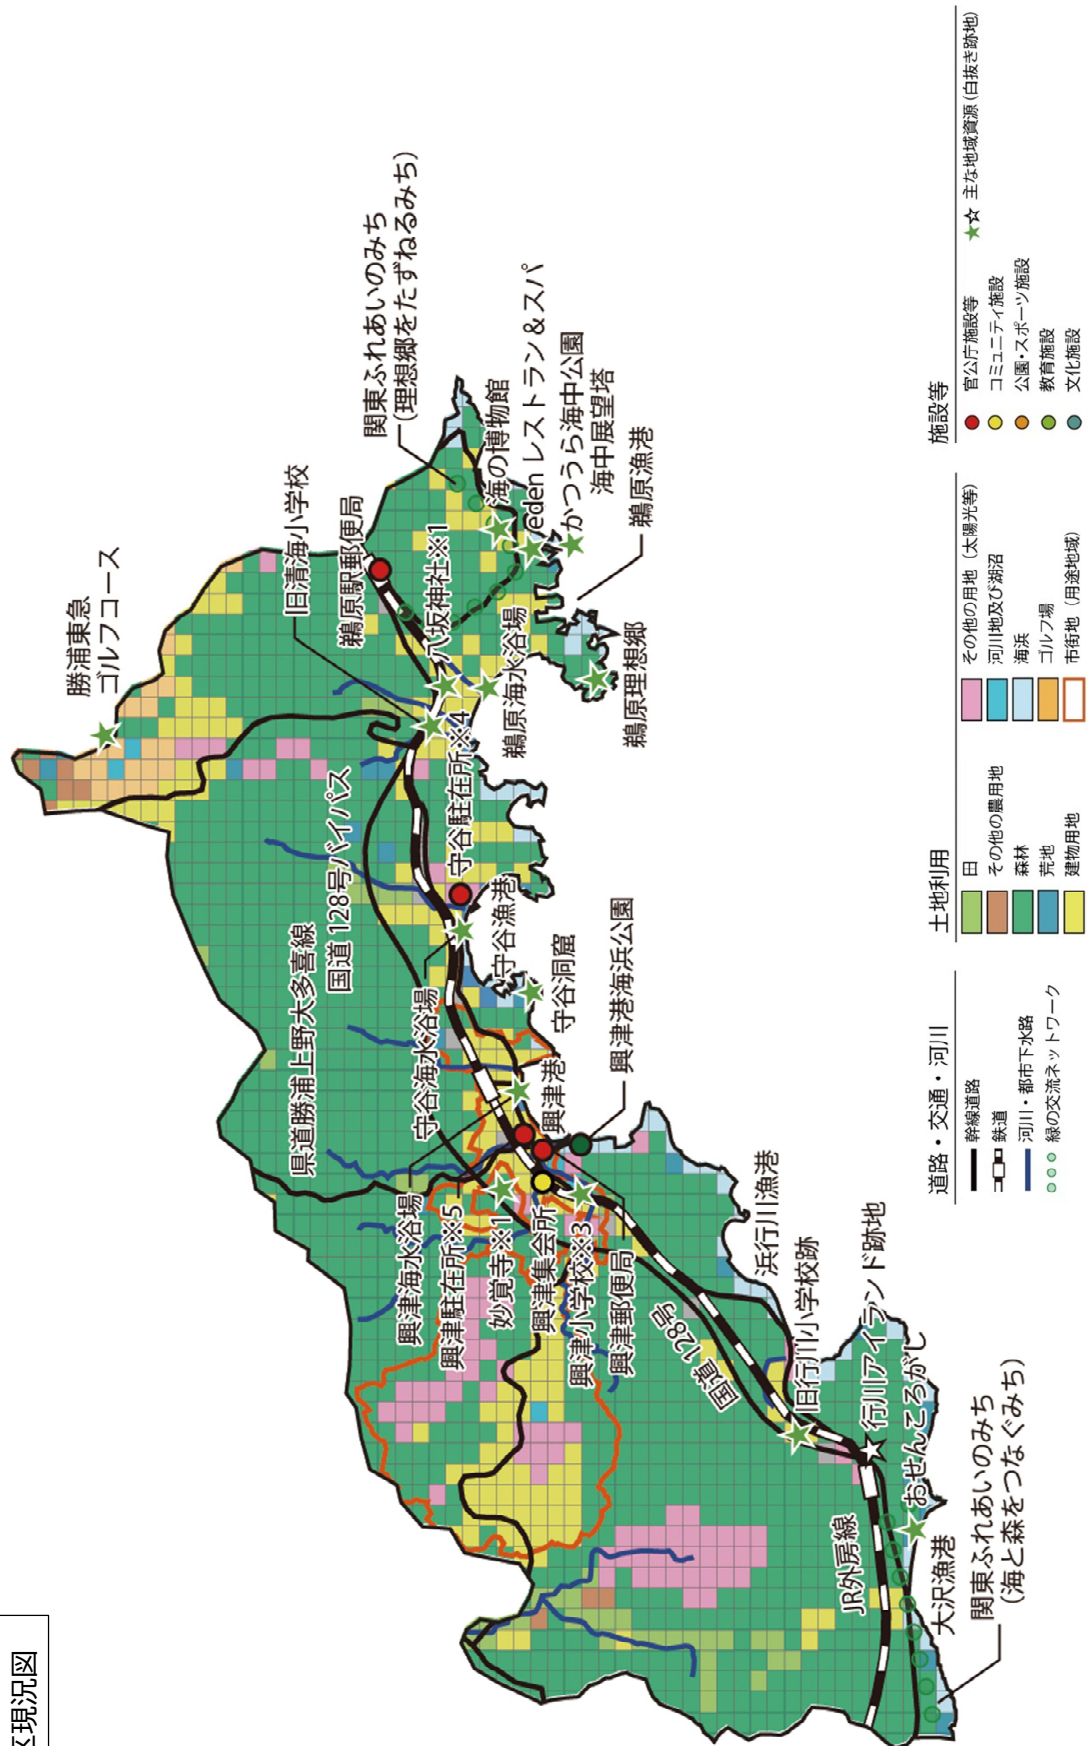 区現況図
勝浦東急
ゴルフコース
関東ふれあいのみち
(理想郷をたずねるみち)
旧清海小学校
鵜原駅郵便局
八坂神社※1
海の博物館
edenレストラン&スパ
かつうら海中公園
海中展望塔
鵜原漁港
鵜原海水浴場
鵜原理想郷
県道勝浦上野大多喜線
国道128号バイパス
守谷駐在所※4
守谷海水浴場
守谷漁港
守谷洞窟
興津港
興津港海浜公園
興津海水浴場
興津駐在所※5
妙覚寺※1
興津集会所
興津小学校※3
興津郵便局
国道128号
浜行川漁港
旧行川小学校跡
行川アイランド跡地
おせんころがし
JR外房線
大沢漁港
関東ふれあいのみち
(海と森をつなぐみち)
道路・交通・河川
幹線道路
鉄道
河川・都市下水路
緑の交流ネットワーク
土地利用
田
その他の農用地
森林
荒地
建物用地
その他の用地(太陽光等)
河川地及び湖沼
海浜
ゴルフ場
市街地(用途地域)
施設等
官公庁施設等
コミュニティ施設
公園・スポーツ施設
教育施設
文化施設
主な地域資源(白抜き跡地)